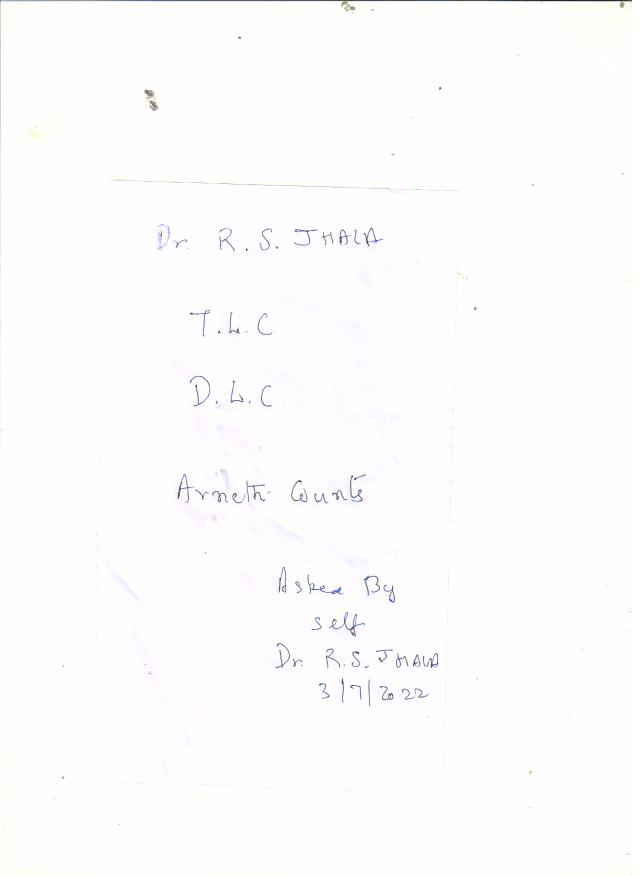 Dr. R. S. JHALA
T.L.C
D.L.C
Arneth Counts
Asked By
self
Dr. R.S. JHALA
3/7/2022